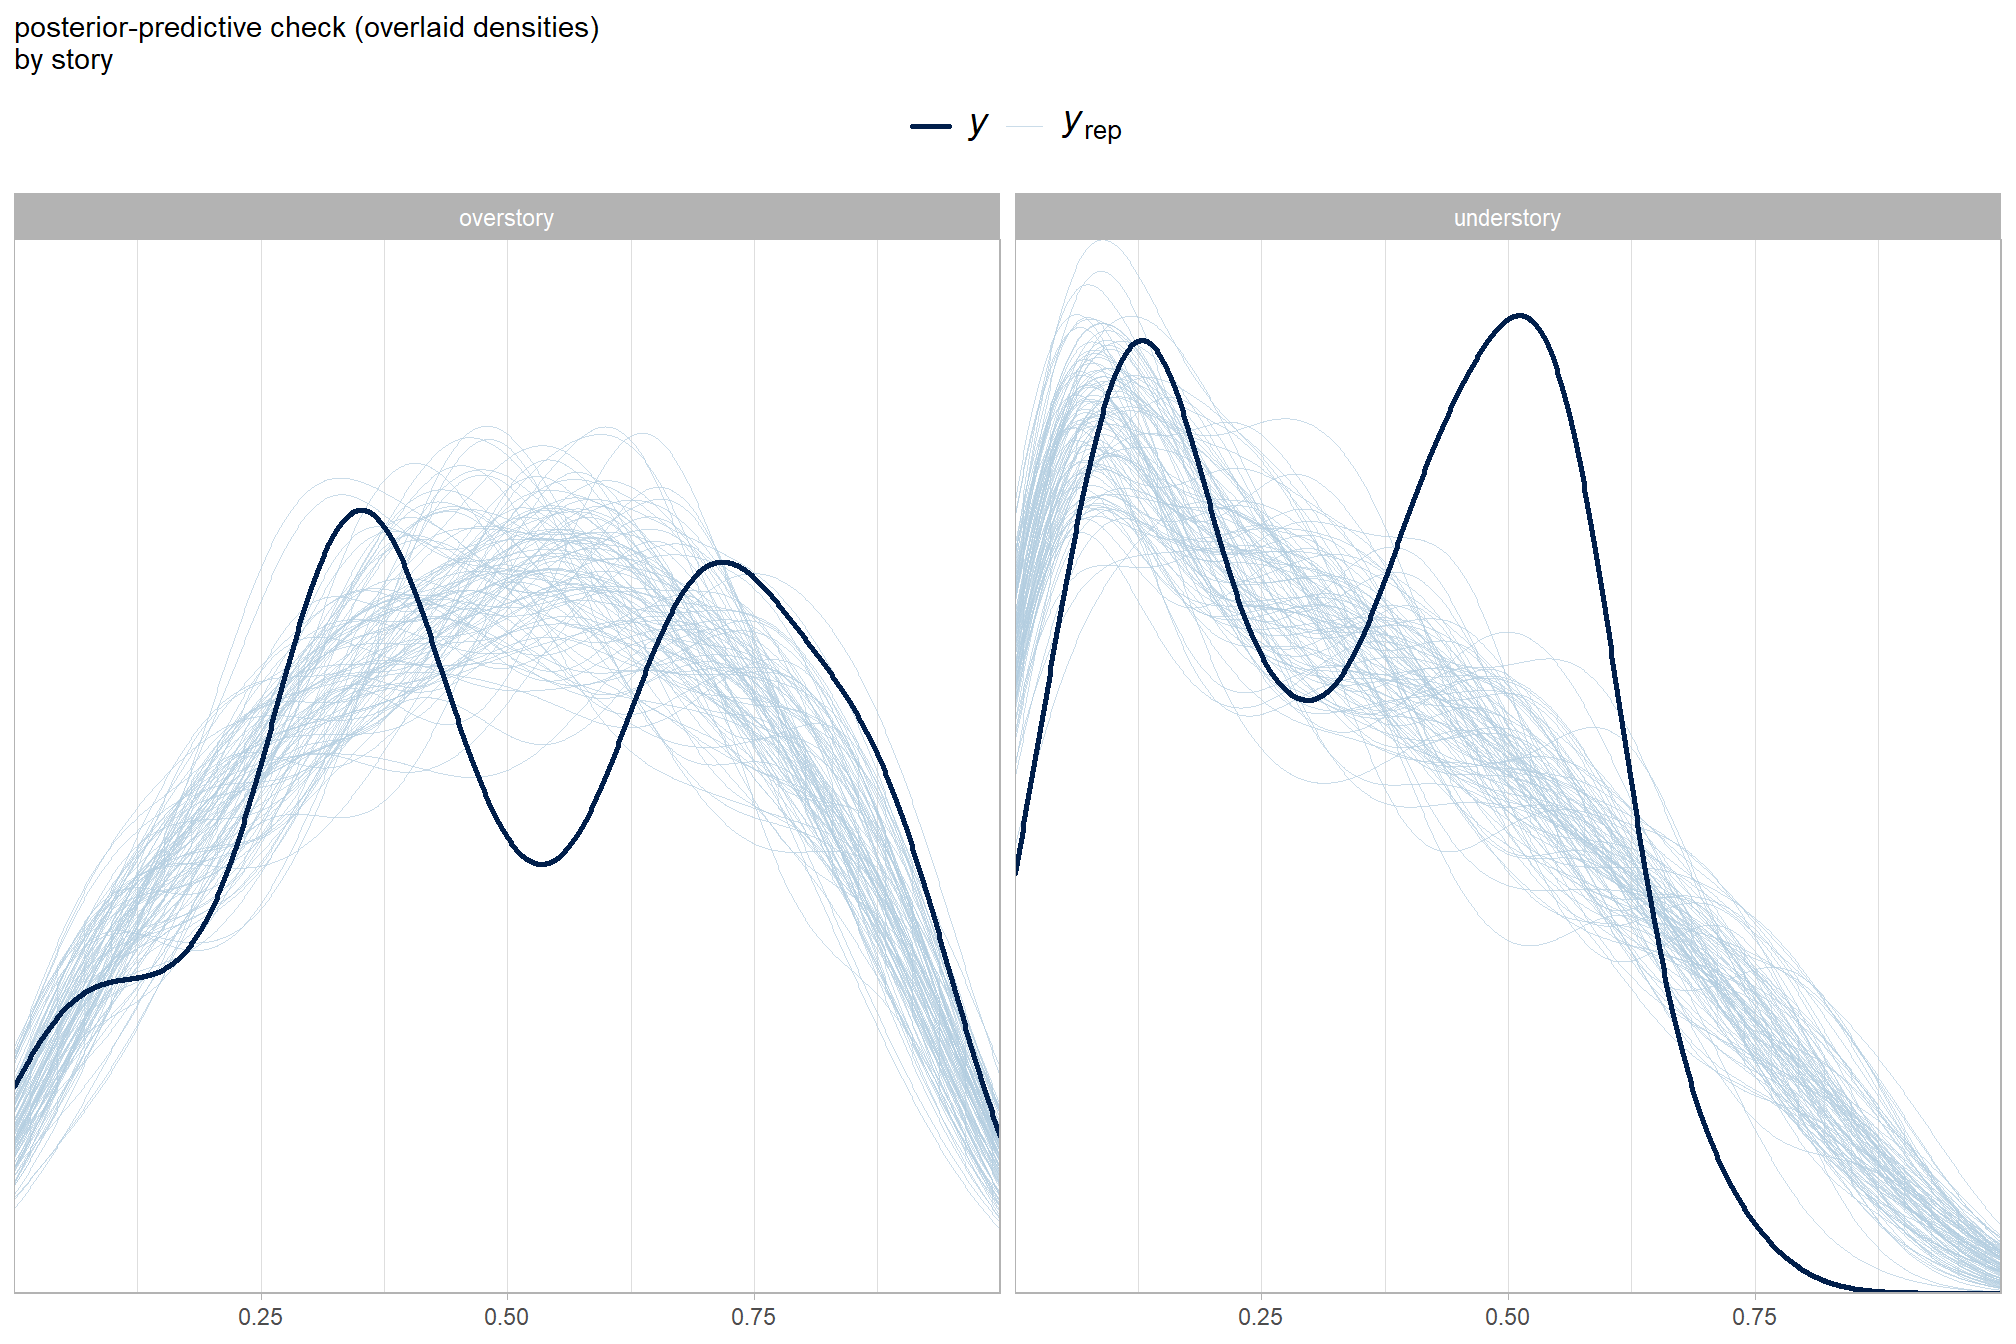 posterior-predictive check (overlaid densities)
by story
y y rep
overstory understory
0.25 0.50 0.75 0.25 0.50 0.75